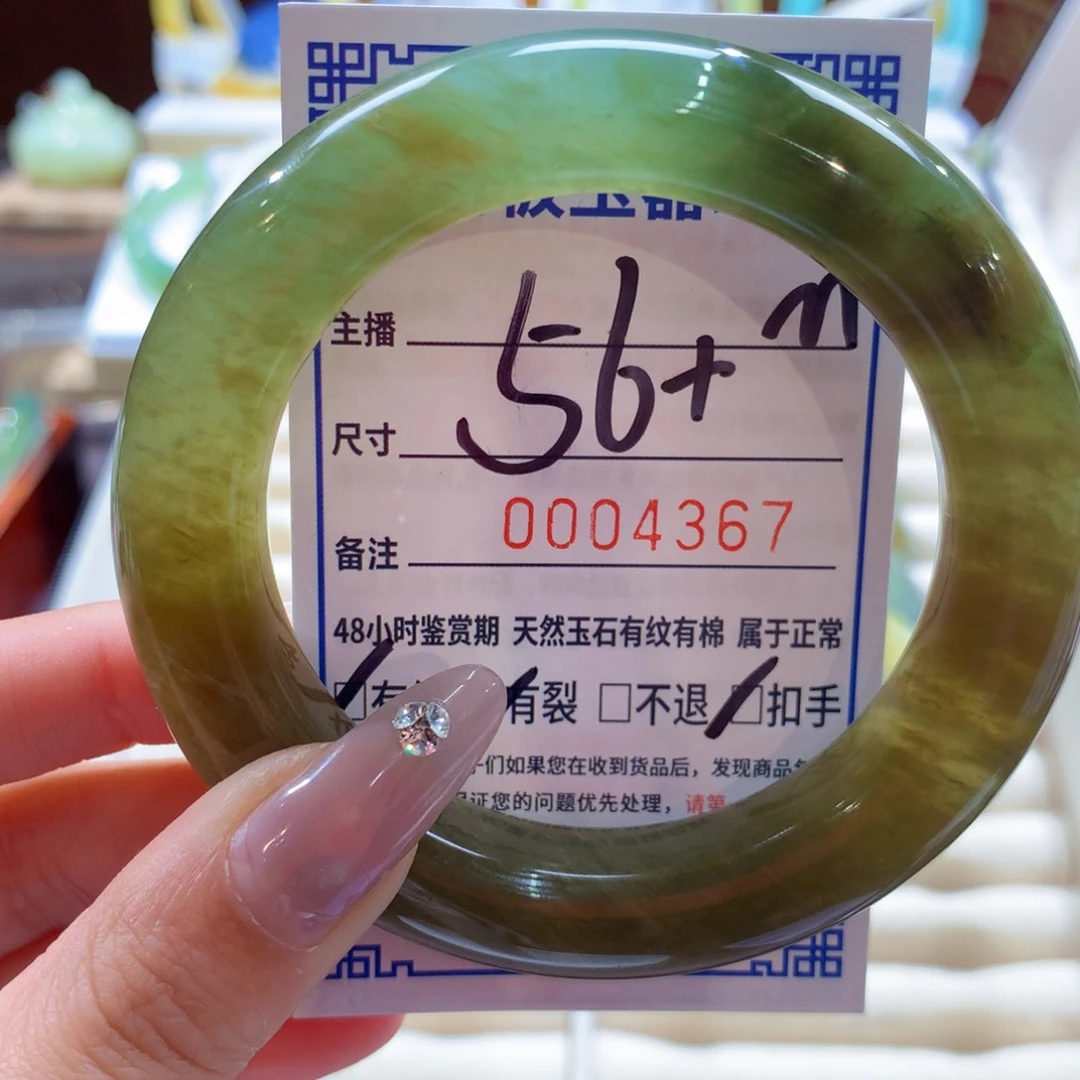 玉器
主播
56+
尺寸
0004367
备注
48小时鉴赏期 天然玉石有纹有棉 属于正常
□有 有裂 □不退 □扣手
们如果您在收到货品后，发现商品
证您的问题优先处理，请第